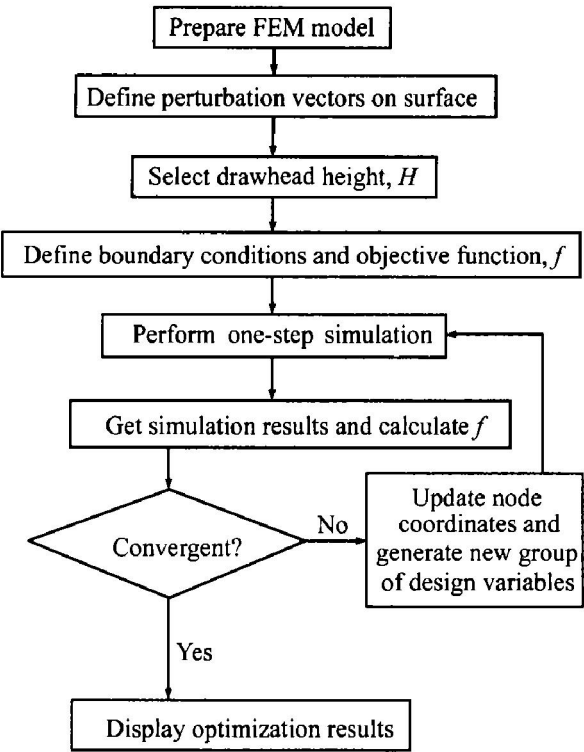 Prepare FEM model
Define perturbation vectors on surface
Select drawhead height, H
Define boundary conditions and objective function, f
Perform one-step simulation
Get simulation results and calculate f
Convergent?
No
Update node
coordinates and
generate new group
of design variables
Yes
Display optimization results